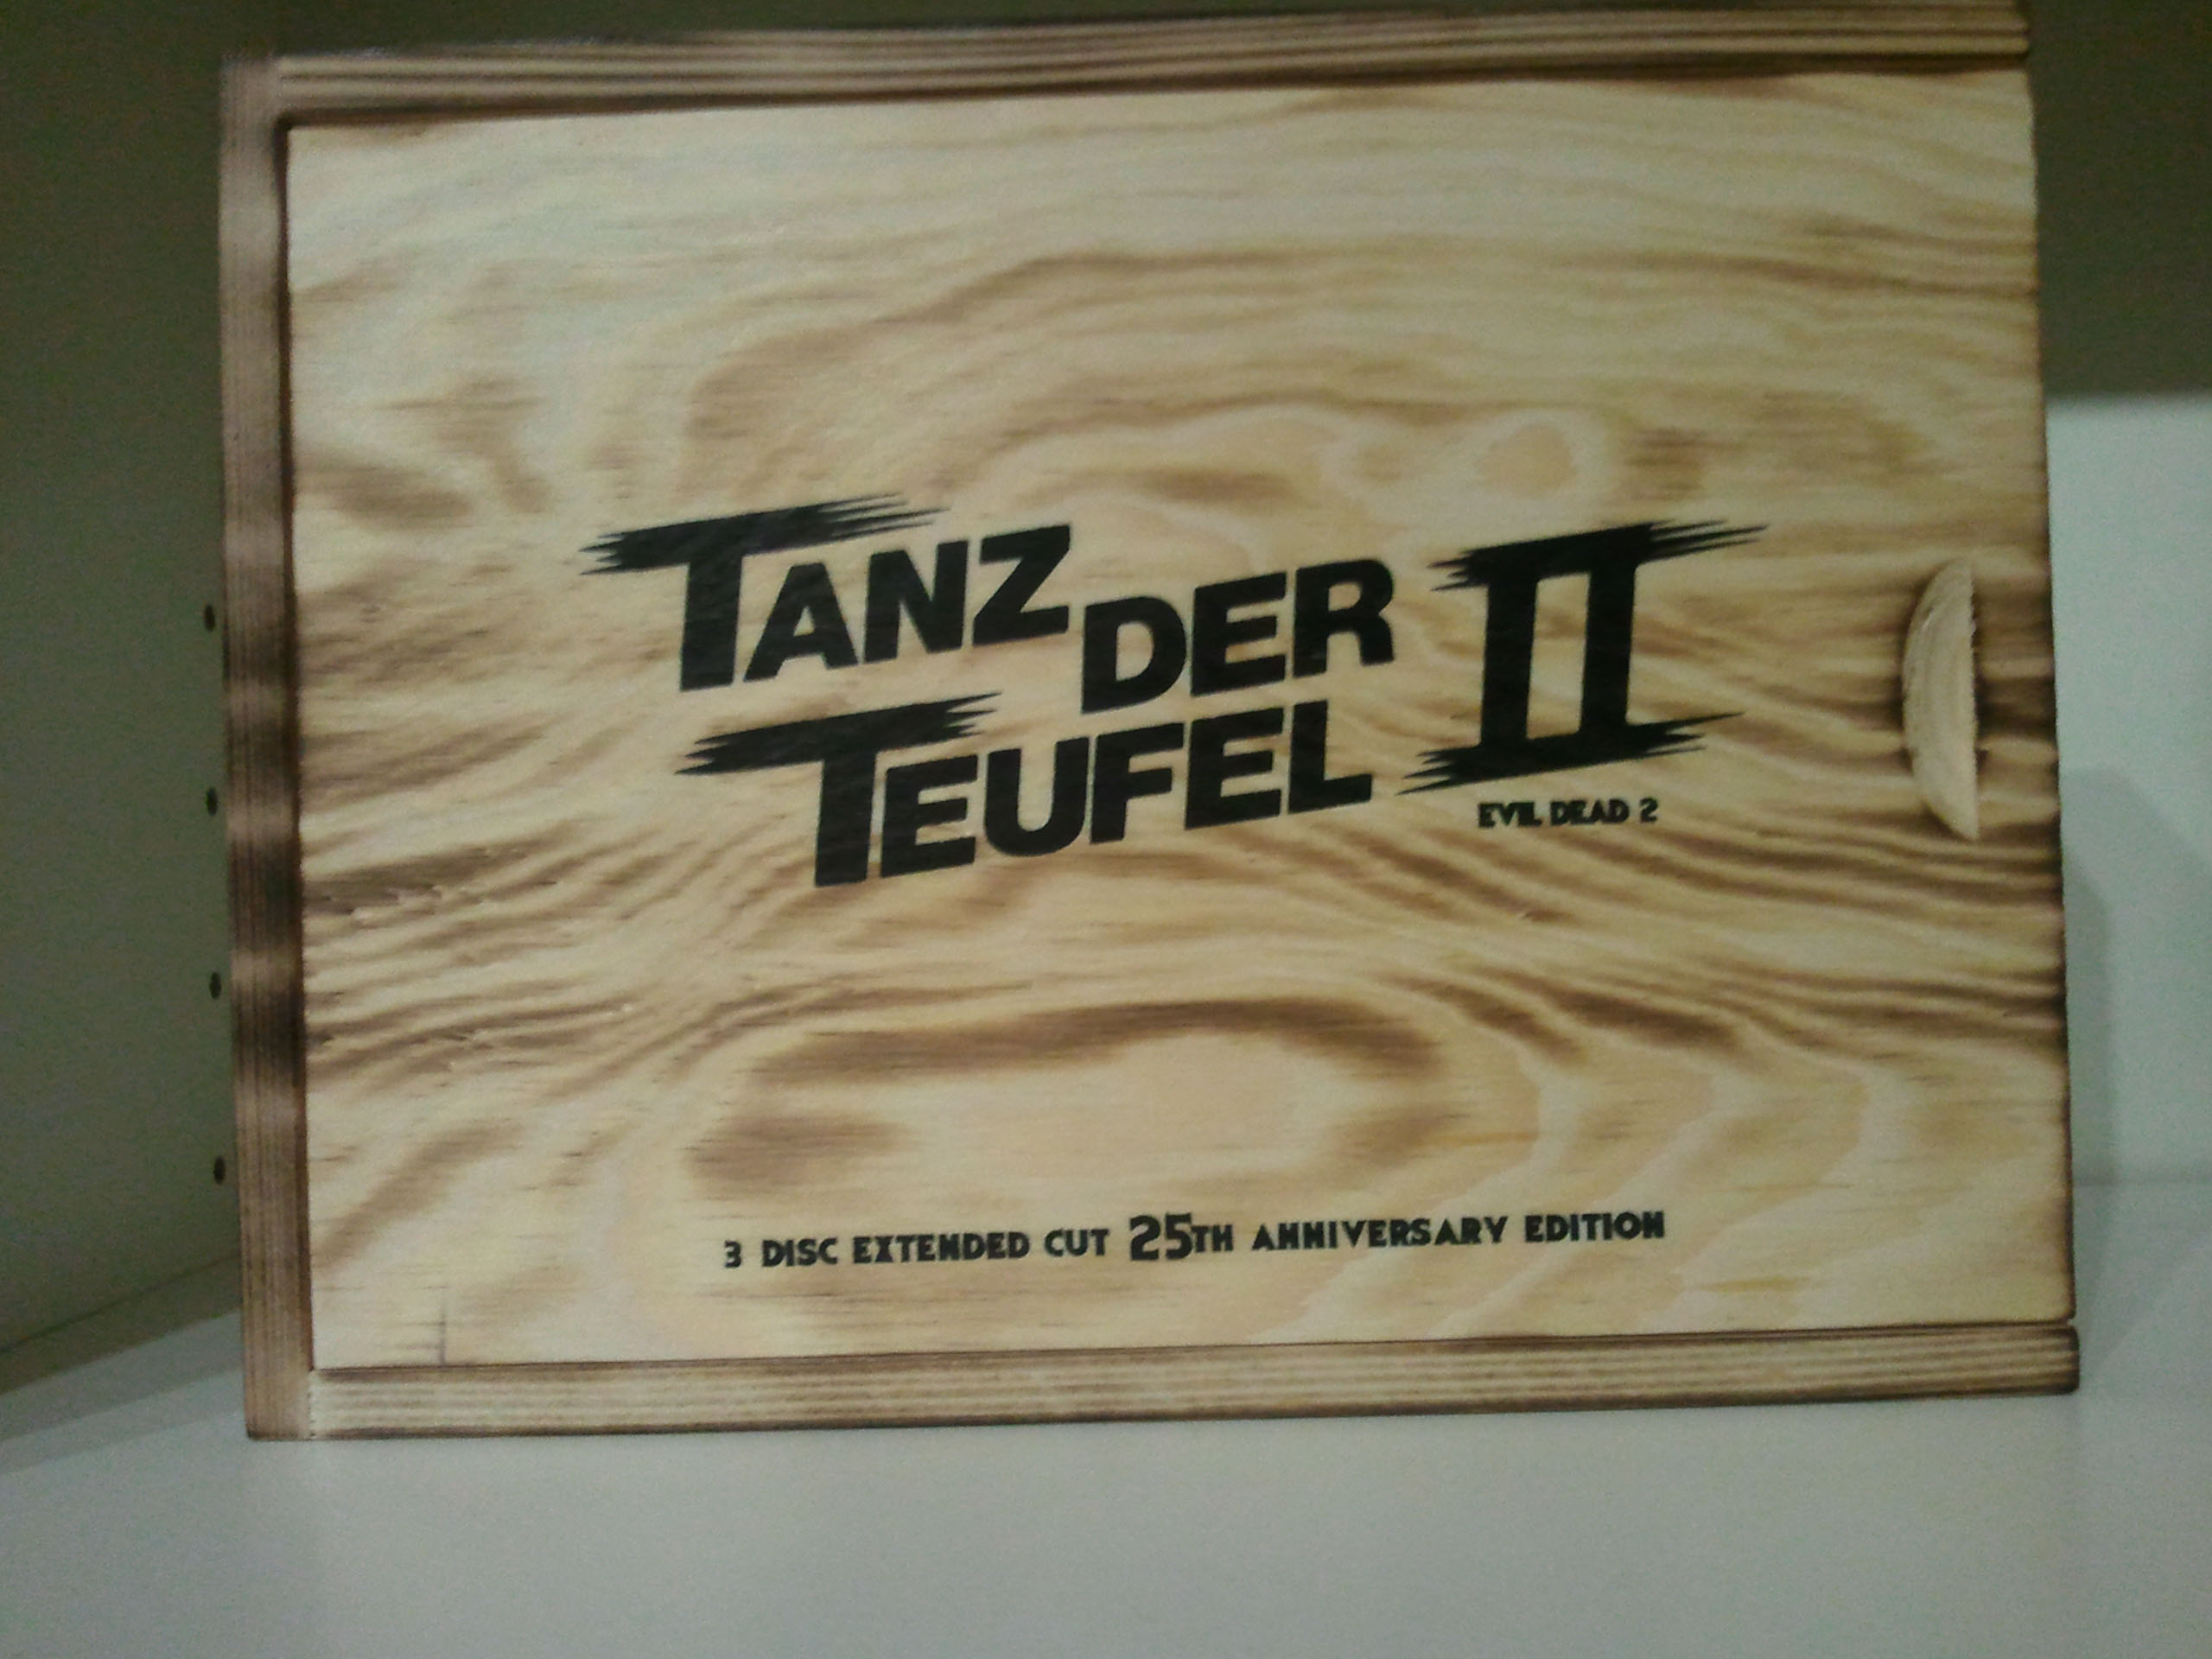 TANZ DER II
TEUFEL
EVIL DEAD 2
3 DISC EXTENDED CUT 25TH ANNIVERSARY EDITION